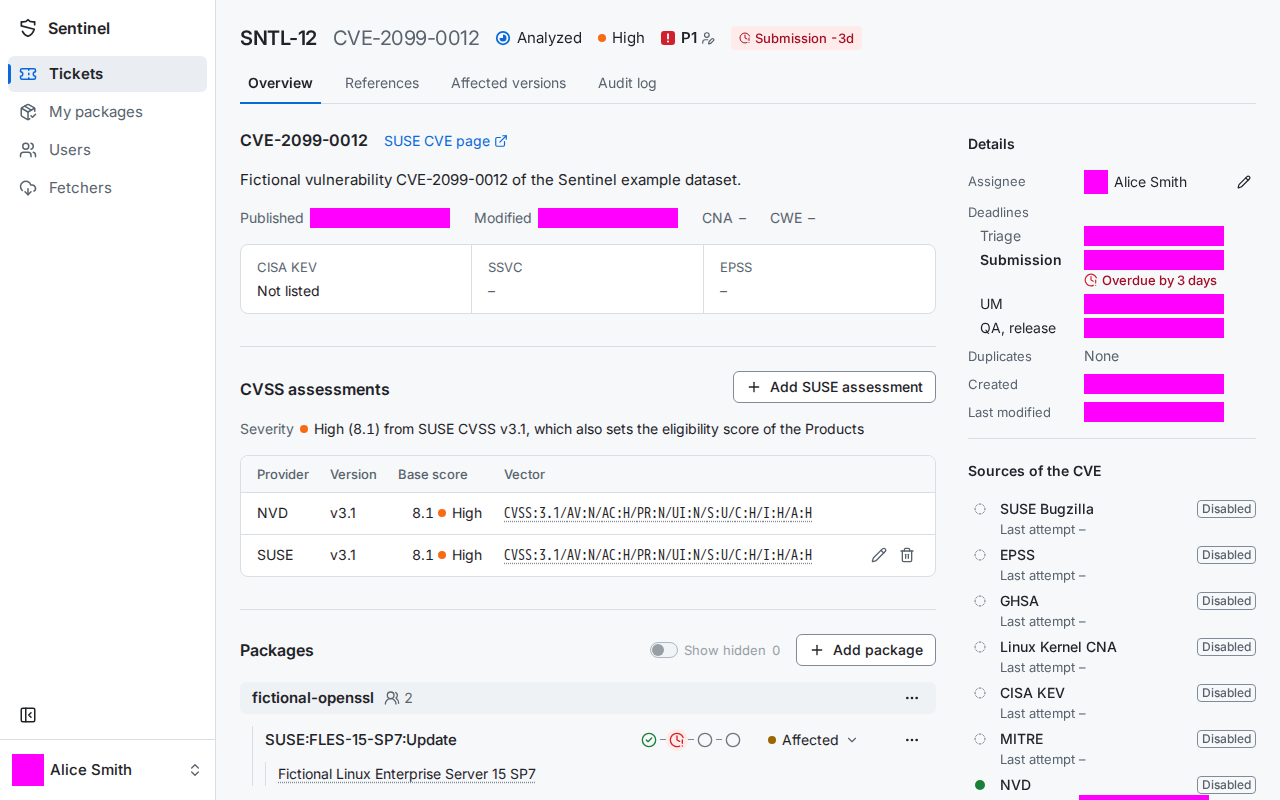 Sentinel
Tickets
My packages
Users
Fetchers
Alice Smith
SNTL-12 CVE-2099-0012 Analyzed High P1 Submission -3d
Overview References Affected versions Audit log
CVE-2099-0012 SUSE CVE page
Fictional vulnerability CVE-2099-0012 of the Sentinel example dataset.
Published Modified CNA – CWE –
CISA KEV SSVC EPSS
Not listed – –
CVSS assessments Add SUSE assessment
Severity High (8.1) from SUSE CVSS v3.1, which also sets the eligibility score of the Products
Provider Version Base score Vector
NVD v3.1 8.1 High CVSS:3.1/AV:N/AC:H/PR:N/UI:N/S:U/C:H/I:H/A:H
SUSE v3.1 8.1 High CVSS:3.1/AV:N/AC:H/PR:N/UI:N/S:U/C:H/I:H/A:H
Packages Show hidden 0 Add package
fictional-openssl 2
SUSE:FLES-15-SP7:Update Affected
Fictional Linux Enterprise Server 15 SP7
Details
Assignee Alice Smith
Deadlines
Triage
Submission
Overdue by 3 days
UM
QA, release
Duplicates None
Created
Last modified
Sources of the CVE
SUSE Bugzilla Disabled
Last attempt –
EPSS Disabled
Last attempt –
GHSA Disabled
Last attempt –
Linux Kernel CNA Disabled
Last attempt –
CISA KEV Disabled
Last attempt –
MITRE Disabled
Last attempt –
NVD Disabled